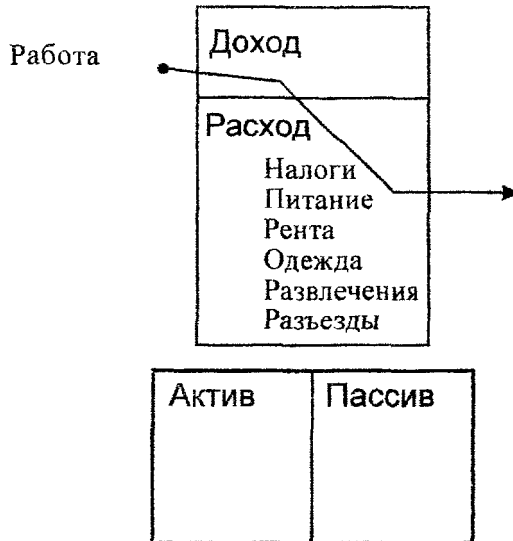 Работа
Доход
Расход
Налоги
Питание
Рента
Одежда
Развлечения
Разъезды
Актив
Пассив